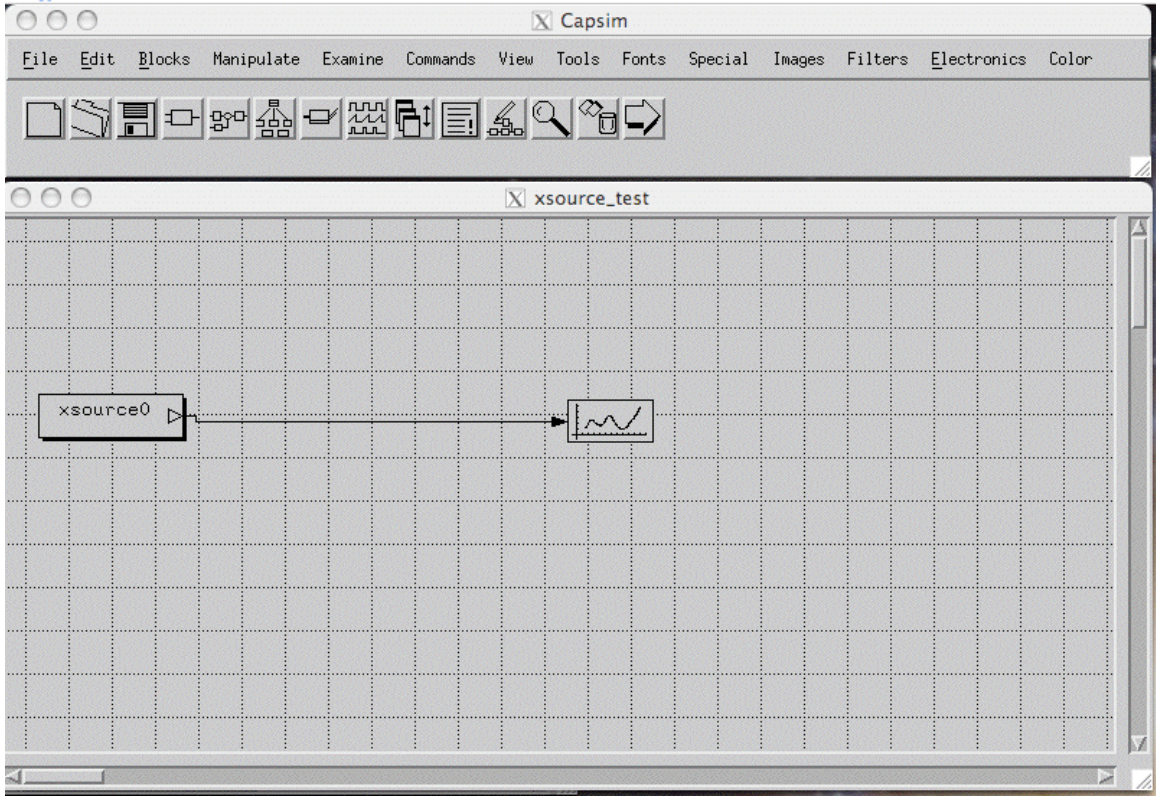 Capsim
File Edit Blocks Manipulate Examine Commands View Tools Fonts Special Images Filters Electronics Color
xsource_test
xsource0